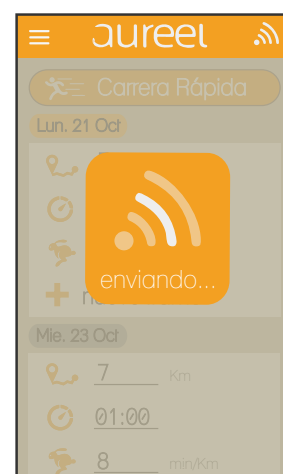 aureel
Carrera Rápida
Lun. 21 Oct
enviando...
Mie. 23 Oct
7 Km
01:00
8 min/Km